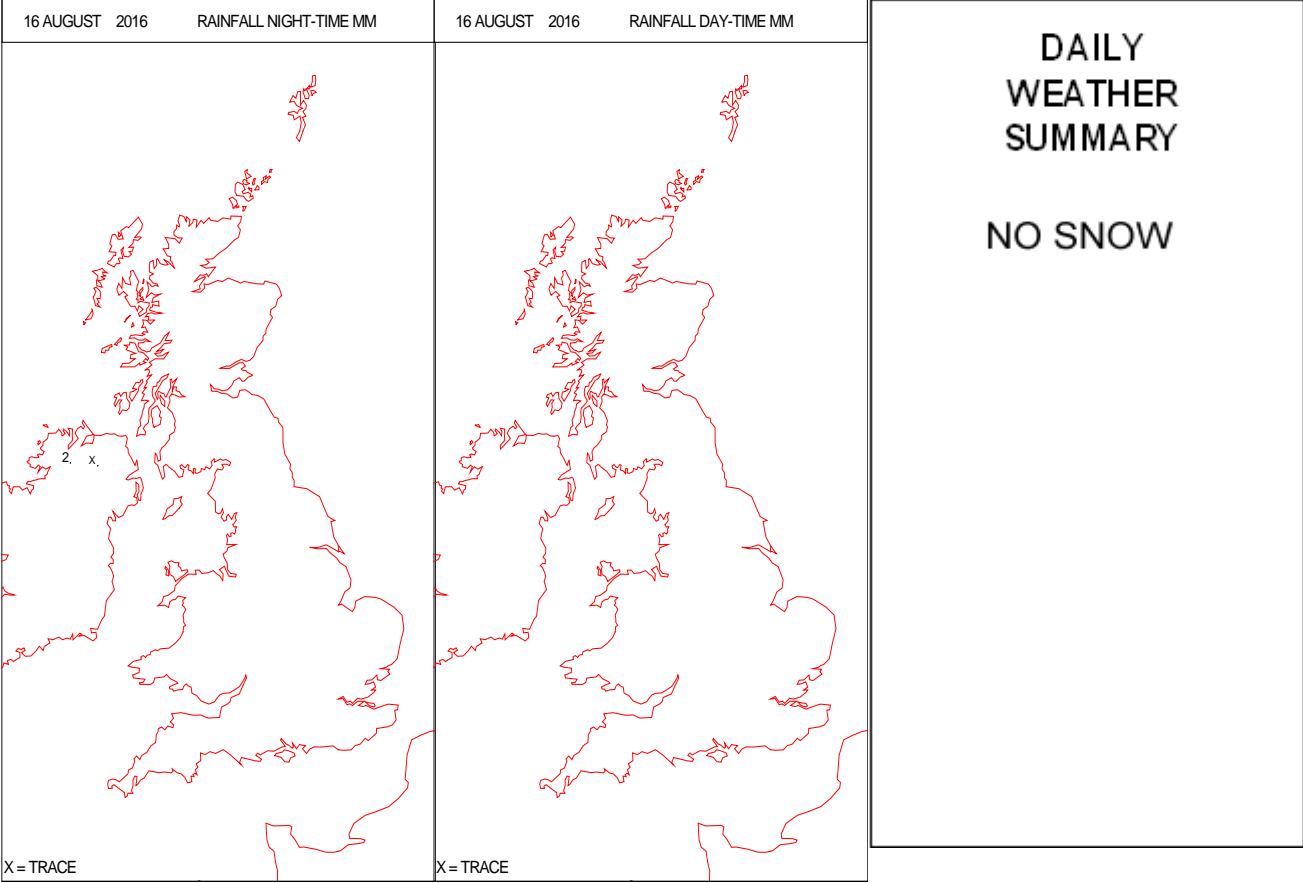 16 AUGUST 2016 RAINFALL NIGHT-TIME MM
2. X.
X = TRACE
16 AUGUST 2016 RAINFALL DAY-TIME MM
X = TRACE
DAILY
WEATHER
SUMMARY
NO SNOW